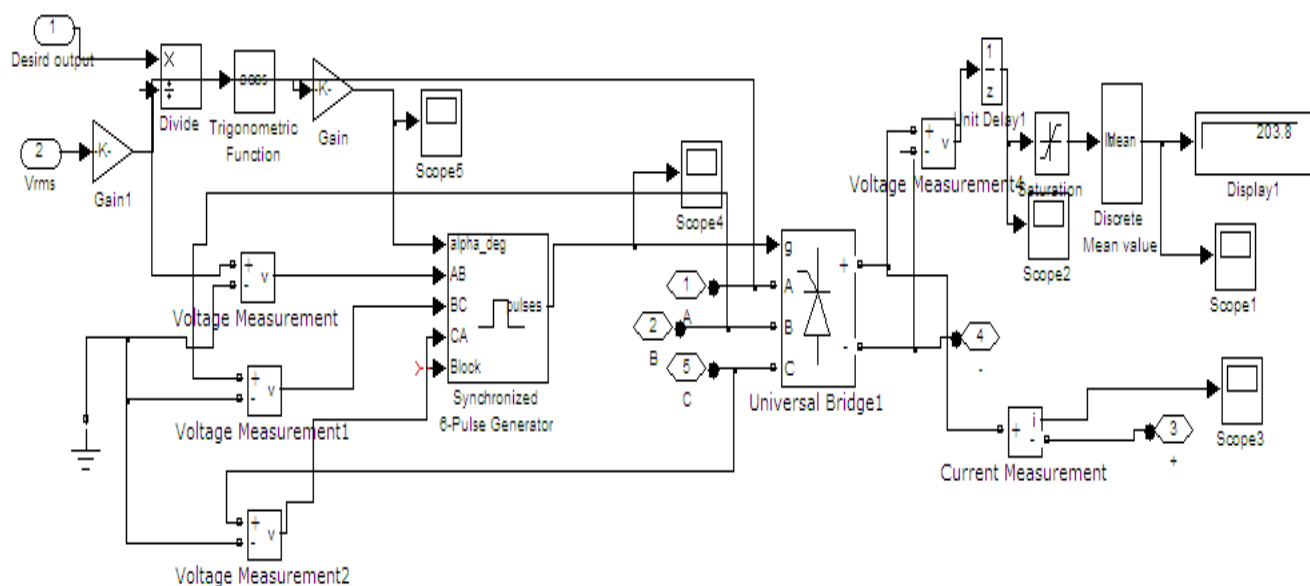 1
Desird output
X
÷
Divide
acos
Trigonometric
Function
-K-
Gain
Scope5
2
Vrms
-K-
Gain1
Scope4
alpha_deg
AB
BC
CA
Block
pulses
Synchronized
6-Pulse Generator
+
-
v
Voltage Measurement
+
-
v
Voltage Measurement1
+
-
v
Voltage Measurement2
1
A
2
B
5
C
g
A
B
C
+
-
Universal Bridge1
+
-
v
Voltage Measurement4
1
z
Unit Delay1
Saturation
Scope2
Mean
Discrete
Mean value
203.8
Display1
Scope1
4
-
+
i
-
Current Measurement
3
+
Scope3